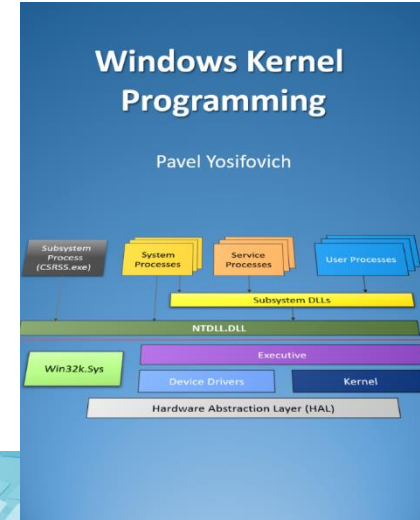 Windows Kernel
Programming
Pavel Yosifovich
Subsystem
Process
(CSRSS.exe)
System
Processes
Service
Processes
User Processes
Subsystem DLLs
NTDLL.DLL
Executive
Win32k.Sys
Device Drivers
Kernel
Hardware Abstraction Layer (HAL)